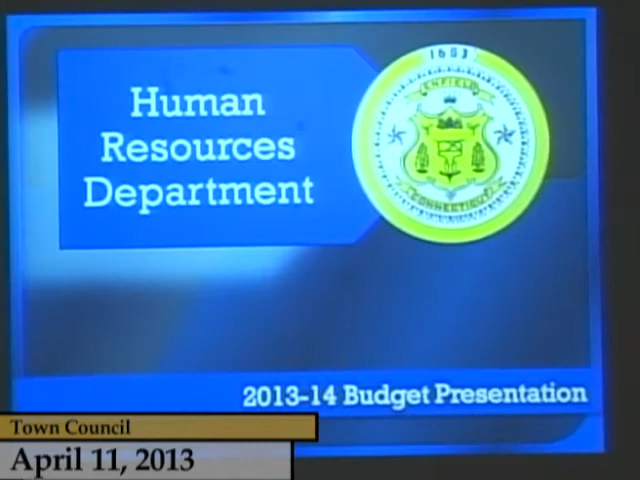 Human
Resources
Department
1683
ENFIELD
CONNECTICUT
2013-14 Budget Presentation
Town Council
April 11, 2013